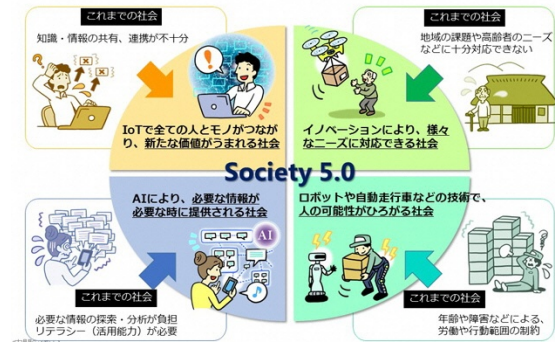 これまでの社会
知識・情報の共有、連携が不十分
IoTで全ての人とモノがつなが
り、新たな価値がうまれる社会
これまでの社会
地域の課題や高齢者のニーズ
などに十分対応できない
イノベーションにより、様々
なニーズに対応できる社会
Society 5.0
AIにより、必要な情報が
必要な時に提供される社会
AI
これまでの社会
必要な情報の探索・分析が負担
リテラシー（活用能力）が必要
ロボットや自動走行車などの技術で、
人の可能性がひろがる社会
これまでの社会
年齢や障害などによる、
労働や行動範囲の制約